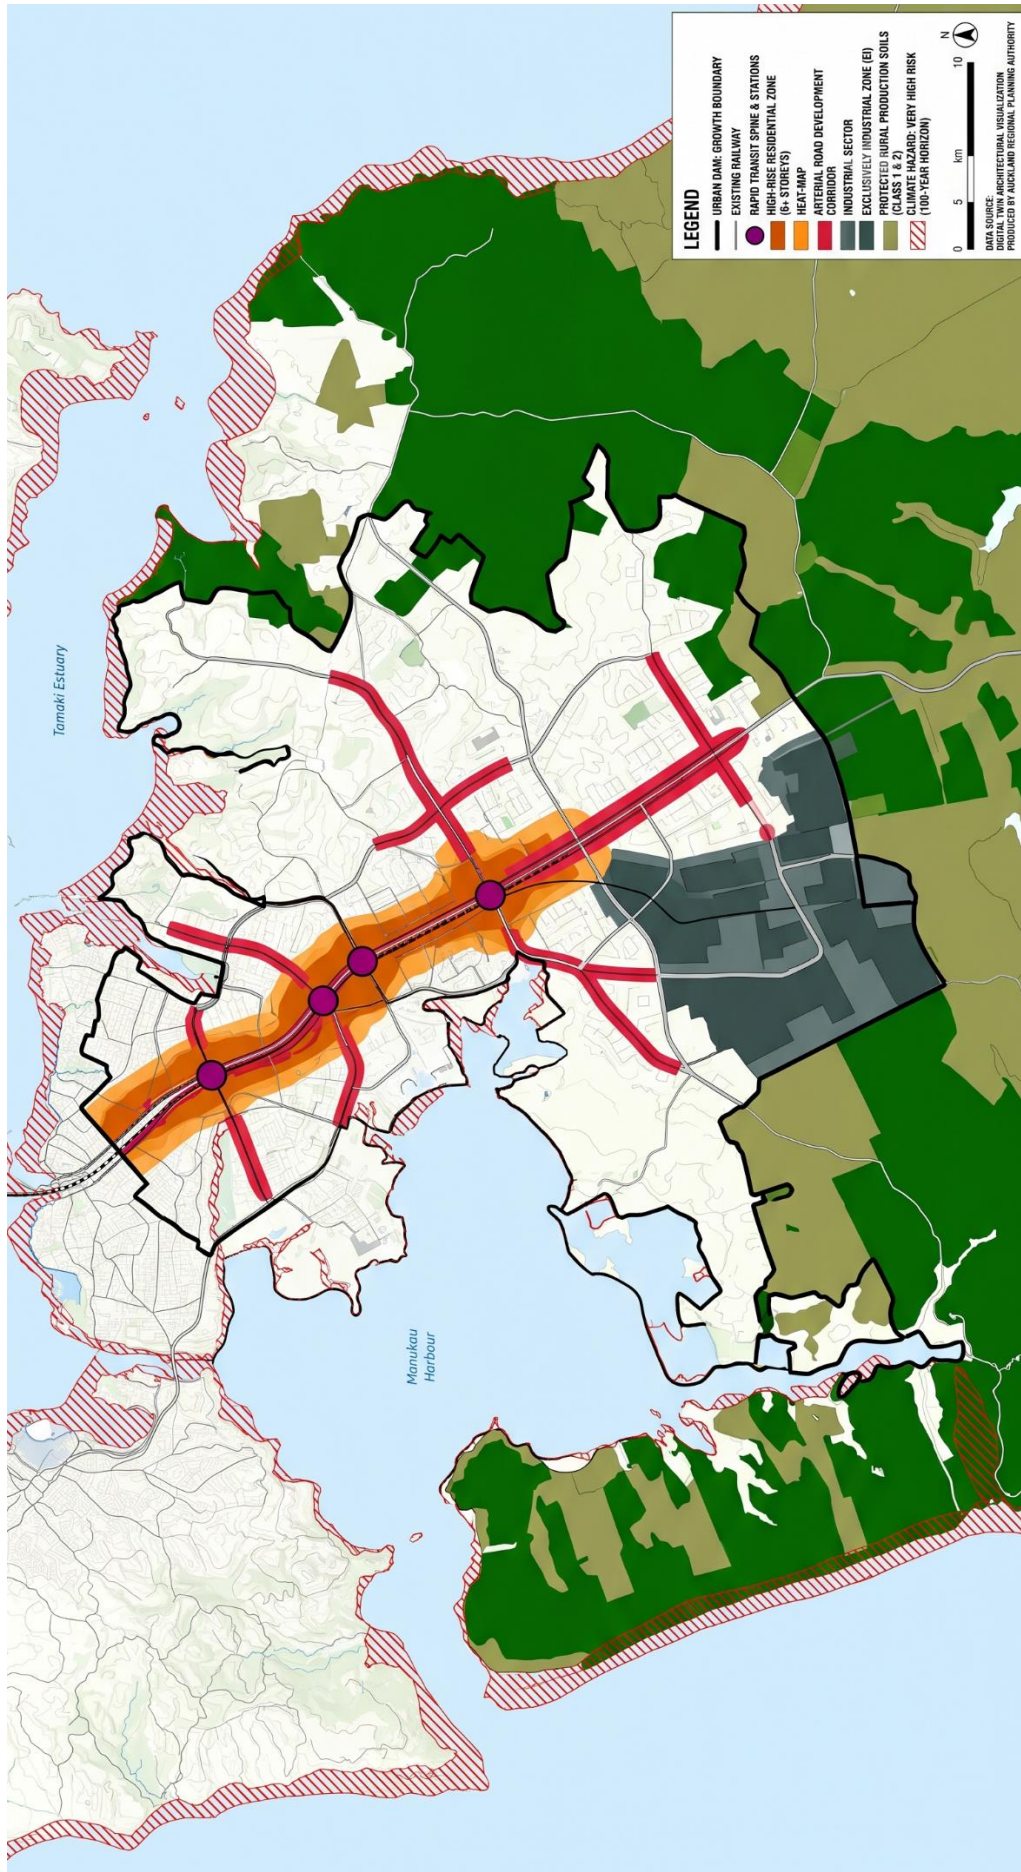 Tamaki Estuary
Manukau
Harbour
LEGEND
URBAN DAM: GROWTH BOUNDARY
EXISTING RAILWAY
RAPID TRANSIT SPINE & STATIONS
HIGH-RISE RESIDENTIAL ZONE
(6+ STOREYS)
HEAT-MAP
ARTERIAL ROAD DEVELOPMENT
CORRIDOR
INDUSTRIAL SECTOR
EXCLUSIVELY INDUSTRIAL ZONE (EI)
PROTECTED RURAL PRODUCTION SOILS
(CLASS 1 & 2)
CLIMATE HAZARD: VERY HIGH RISK
(100-YEAR HORIZON)
N
0 5 km 10
DATA SOURCE:
DIGITAL TWIN ARCHITECTURAL VISUALIZATION
PRODUCED BY AUCKLAND REGIONAL PLANNING AUTHORITY